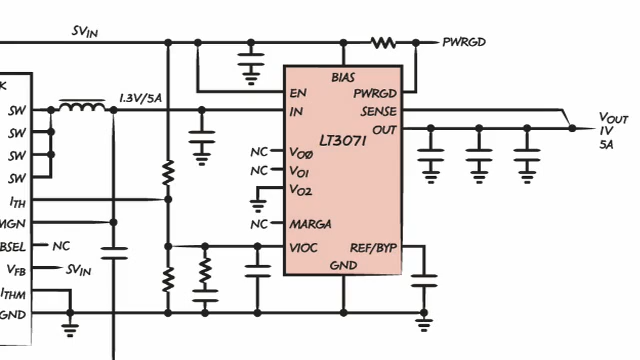 SVIN
PWRGD
K
BIAS
EN
PWRGD
SW
1.3V/5A
IN
SENSE
LT3071
OUT
VOUT
1V
5A
SW
SW
SW
NC
VO0
NC
VO1
VO2
ITH
MGN
NC
MARGA
BSEL
NC
VIOC
REF/BYP
VFB
SVIN
GND
ITHM
GND